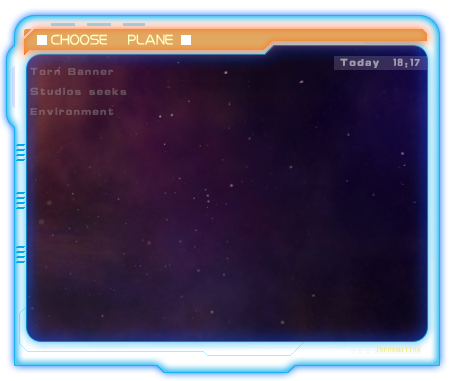 CHOOSE PLANE
Today 18,17
Torn Banner
Studios seeks
Environment